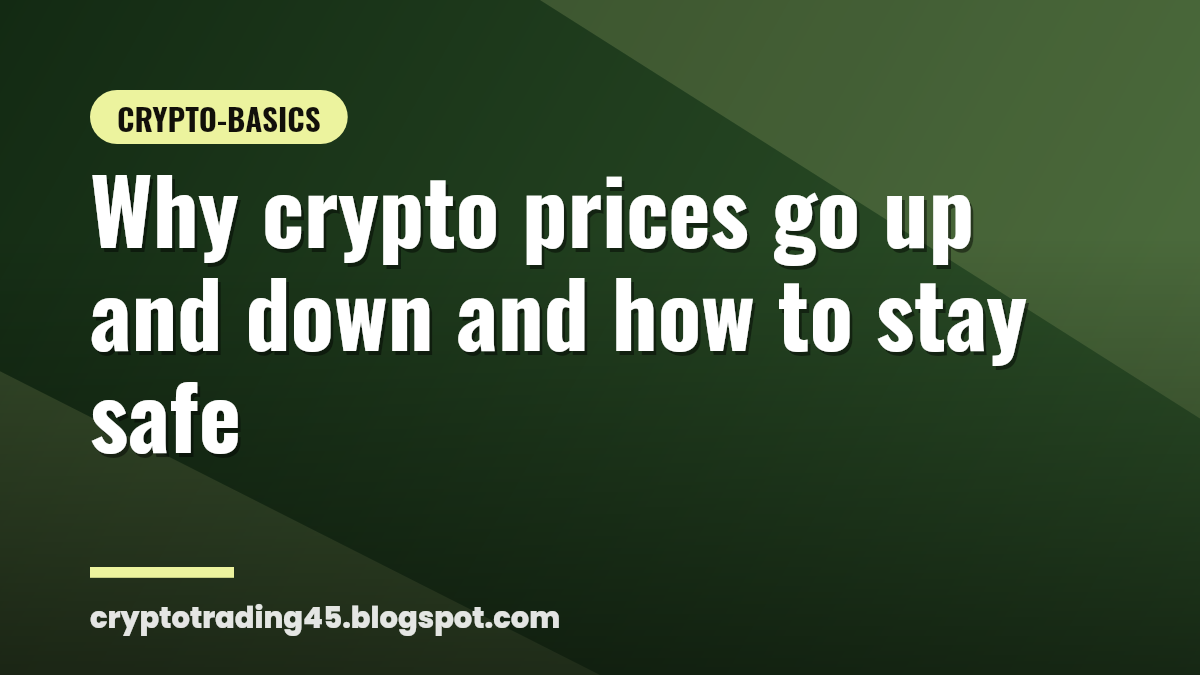 CRYPTO-BASICS
Why crypto prices go up
and down and how to stay
safe
cryptotrading45.blogspot.com